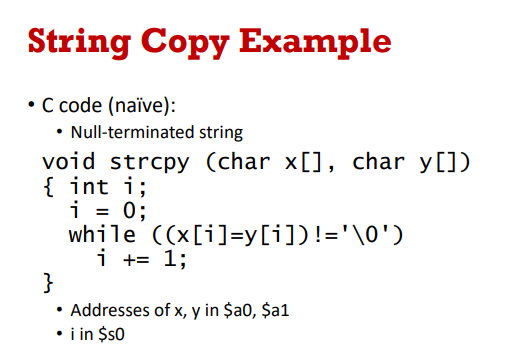 String Copy Example
• C code (naïve):
• Null-terminated string
void strcpy (char x[], char y[])
{ int i;
i = 0;
while ((x[i]=y[i])!='\0')
i += 1;
}
• Addresses of x, y in $a0, $a1
• i in $s0